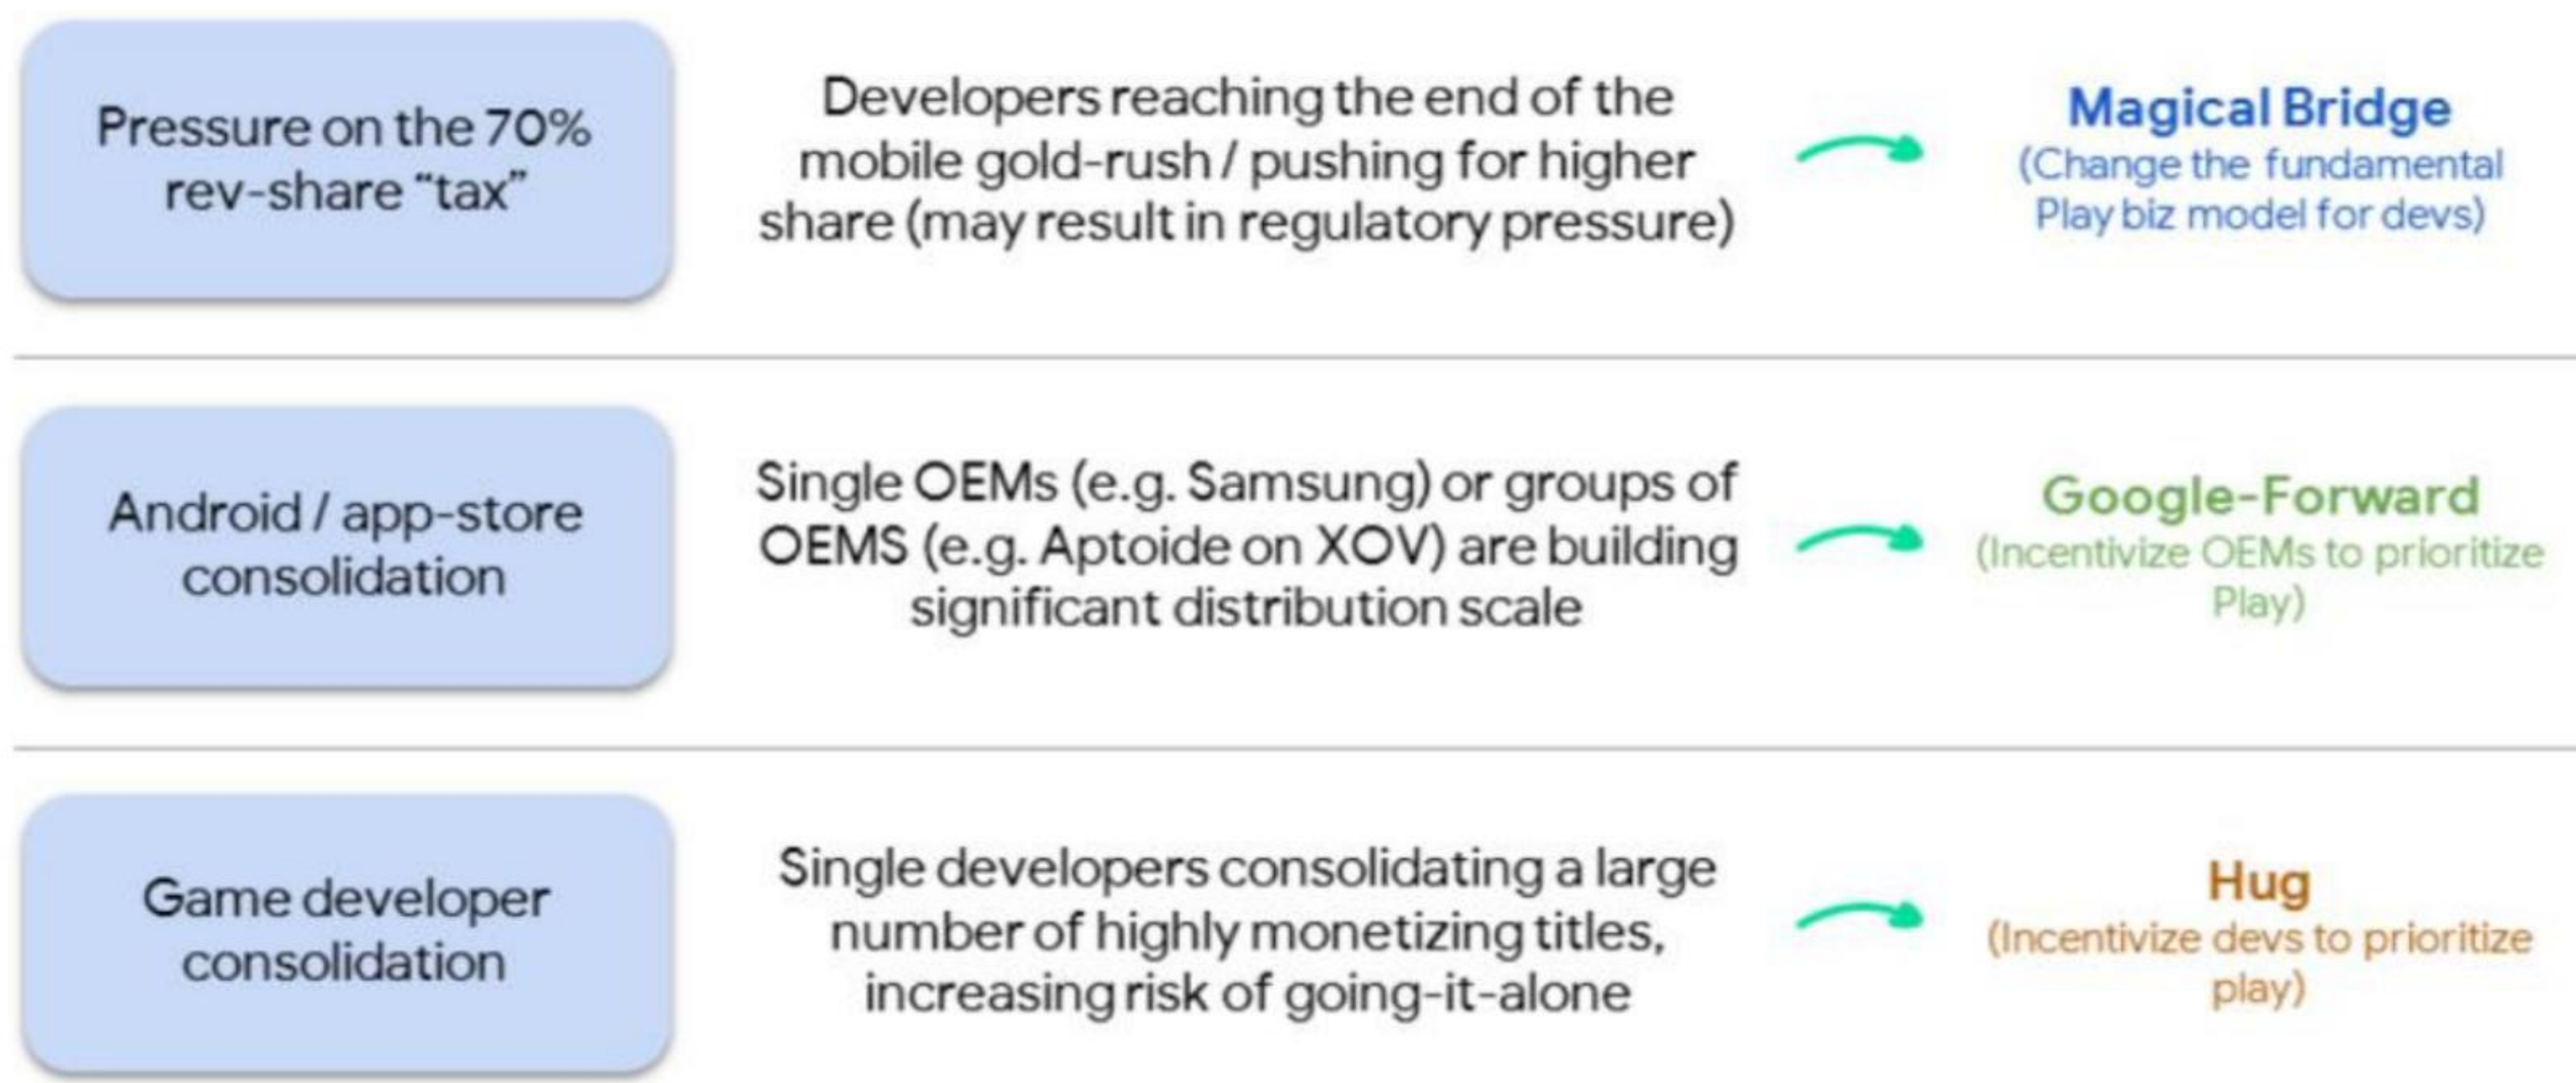 Pressure on the 70%
rev-share “tax”
Developers reaching the end of the
mobile gold-rush / pushing for higher
share (may result in regulatory pressure)
Magical Bridge
(Change the fundamental
Play biz model for devs)
Android / app-store
consolidation
Single OEMs (e.g. Samsung) or groups of
OEMS (e.g. Aptoide on XOV) are building
significant distribution scale
Google-Forward
(Incentivize OEMs to prioritize
Play)
Game developer
consolidation
Single developers consolidating a large
number of highly monetizing titles,
increasing risk of going-it-alone
Hug
(Incentivize devs to prioritize
play)